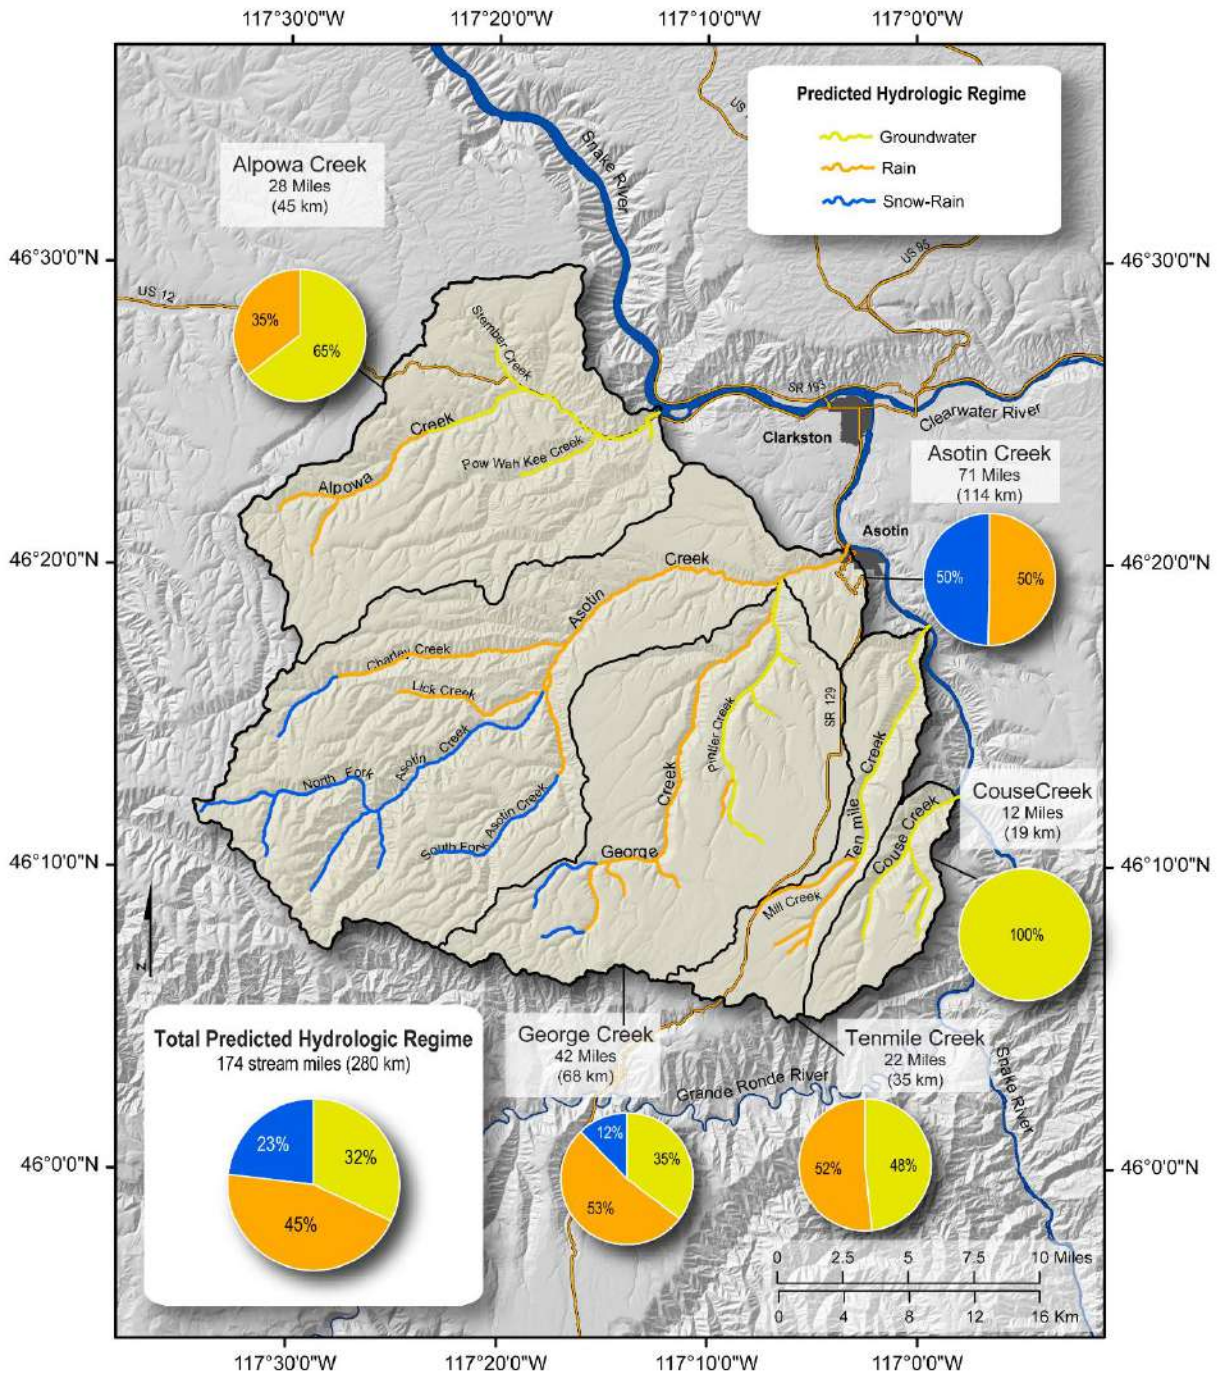 117°30'0"W
117°20'0"W
117°10'0"W
117°0'0"W
Predicted Hydrologic Regime
Groundwater
Rain
Snow-Rain
US
Snake River
Alpowa Creek
28 Miles
(45 km)
46°30'0"N
46°30'0"N
US 95
US 12
35%
65%
Stember Creek
SR 193
Clearwater River
Clarkston
Creek
Pow Wah Kee Creek
Alpowa
Asotin Creek
71 Miles
(114 km)
Asotin
46°20'0"N
46°20'0"N
Creek
50%
50%
Asotin
Charley Creek
Lick Creek
SR 129
Pintler Creek
Creek
Asotin
Creek
North Fork
Creek
CouseCreek
12 Miles
(19 km)
Asotin Creek
South Fork
Ten mile
Couse Creek
46°10'0"N
46°10'0"N
George
Mill Creek
100%
N
Total Predicted Hydrologic Regime
174 stream miles (280 km)
23%
32%
45%
George Creek
42 Miles
(68 km)
Tenmile Creek
22 Miles
(35 km)
Grande Ronde River
Snake River
12%
35%
53%
52%
48%
46°0'0"N
46°0'0"N
0
2.5
5
7.5
10 Miles
0
4
8
12
16 Km
117°30'0"W
117°20'0"W
117°10'0"W
117°0'0"W